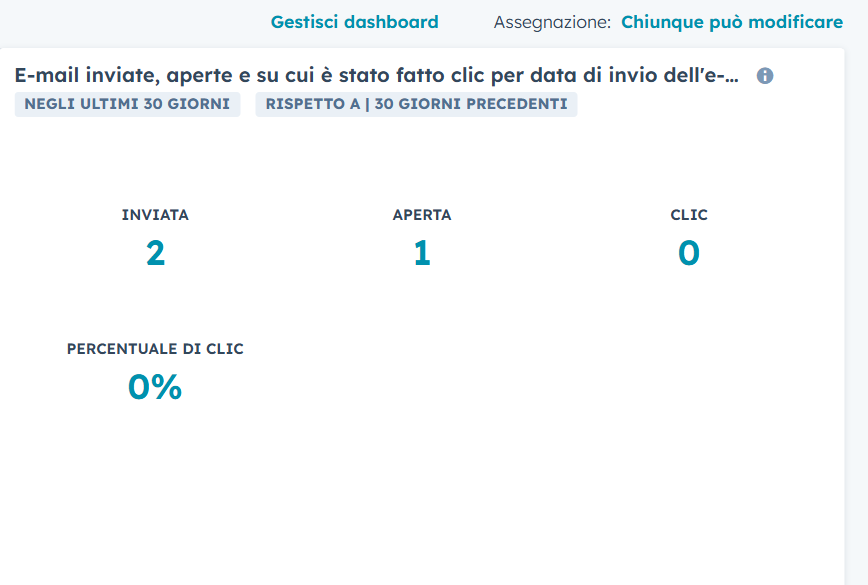 Gestisci dashboard Assegnazione: Chiunque può modificare
E-mail inviate, aperte e su cui è stato fatto clic per data di invio dell'e-...
NEGLI ULTIMI 30 GIORNI RISPETTO A | 30 GIORNI PRECEDENTI
INVIATA APERTA CLIC
2 1 0
PERCENTUALE DI CLIC
0%